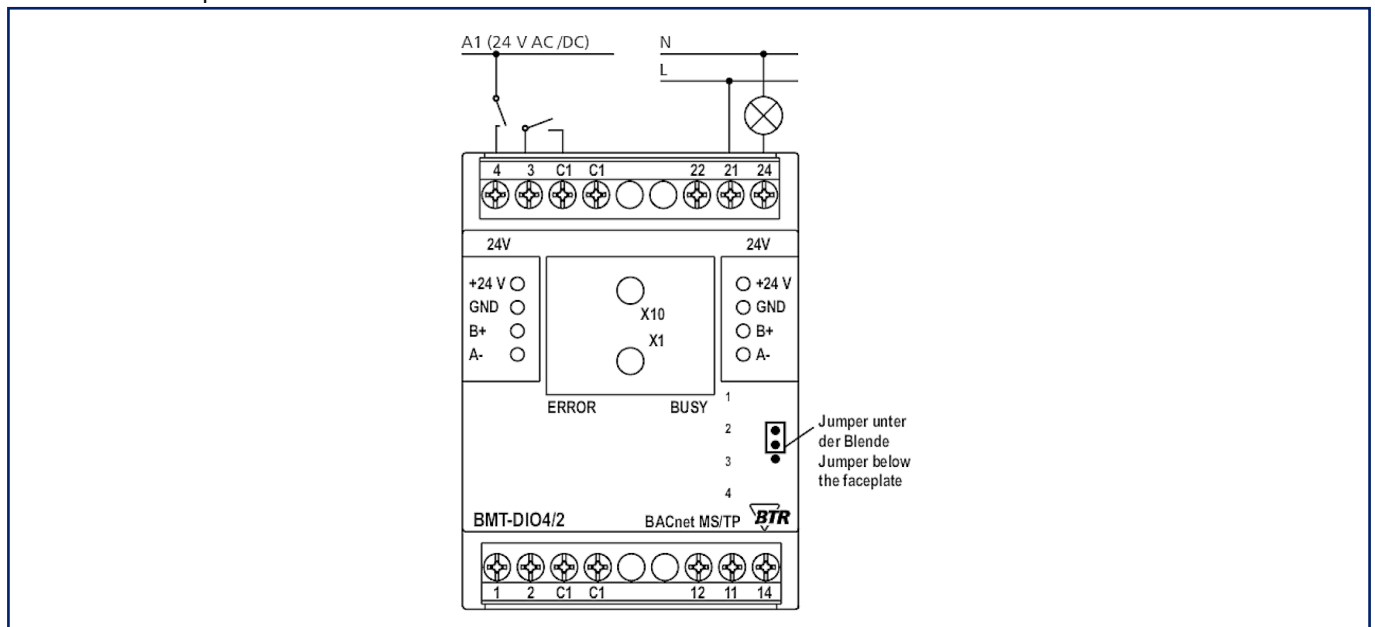 A1 (24 V AC /DC)
N
L
4 3 C1 C1 22 21 24
24V 24V
+24 V +24 V
GND GND
B+ B+
A- A-
X10
X1
ERROR BUSY
1
2
3
4
Jumper unter
der Blende
Jumper below
the faceplate
BMT-DIO4/2 BACnet MS/TP BTR
1 2 C1 C1 12 11 14